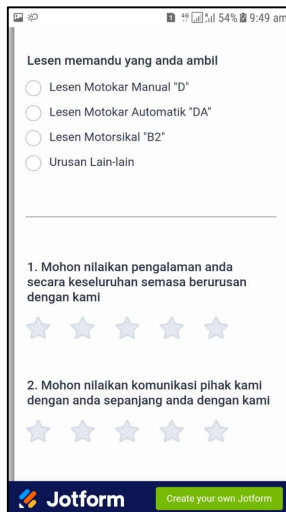 54% 9:49 am
Lesen memandu yang anda ambil
Lesen Motokar Manual "D"
Lesen Motokar Automatik "DA"
Lesen Motorsikal "B2"
Urusan Lain-lain
1. Mohon nilaikan pengalaman anda
secara keseluruhan semasa berurusan
dengan kami
2. Mohon nilaikan komunikasi pihak kami
dengan anda sepanjang anda dengan kami
Jotform
Create your own Jotform